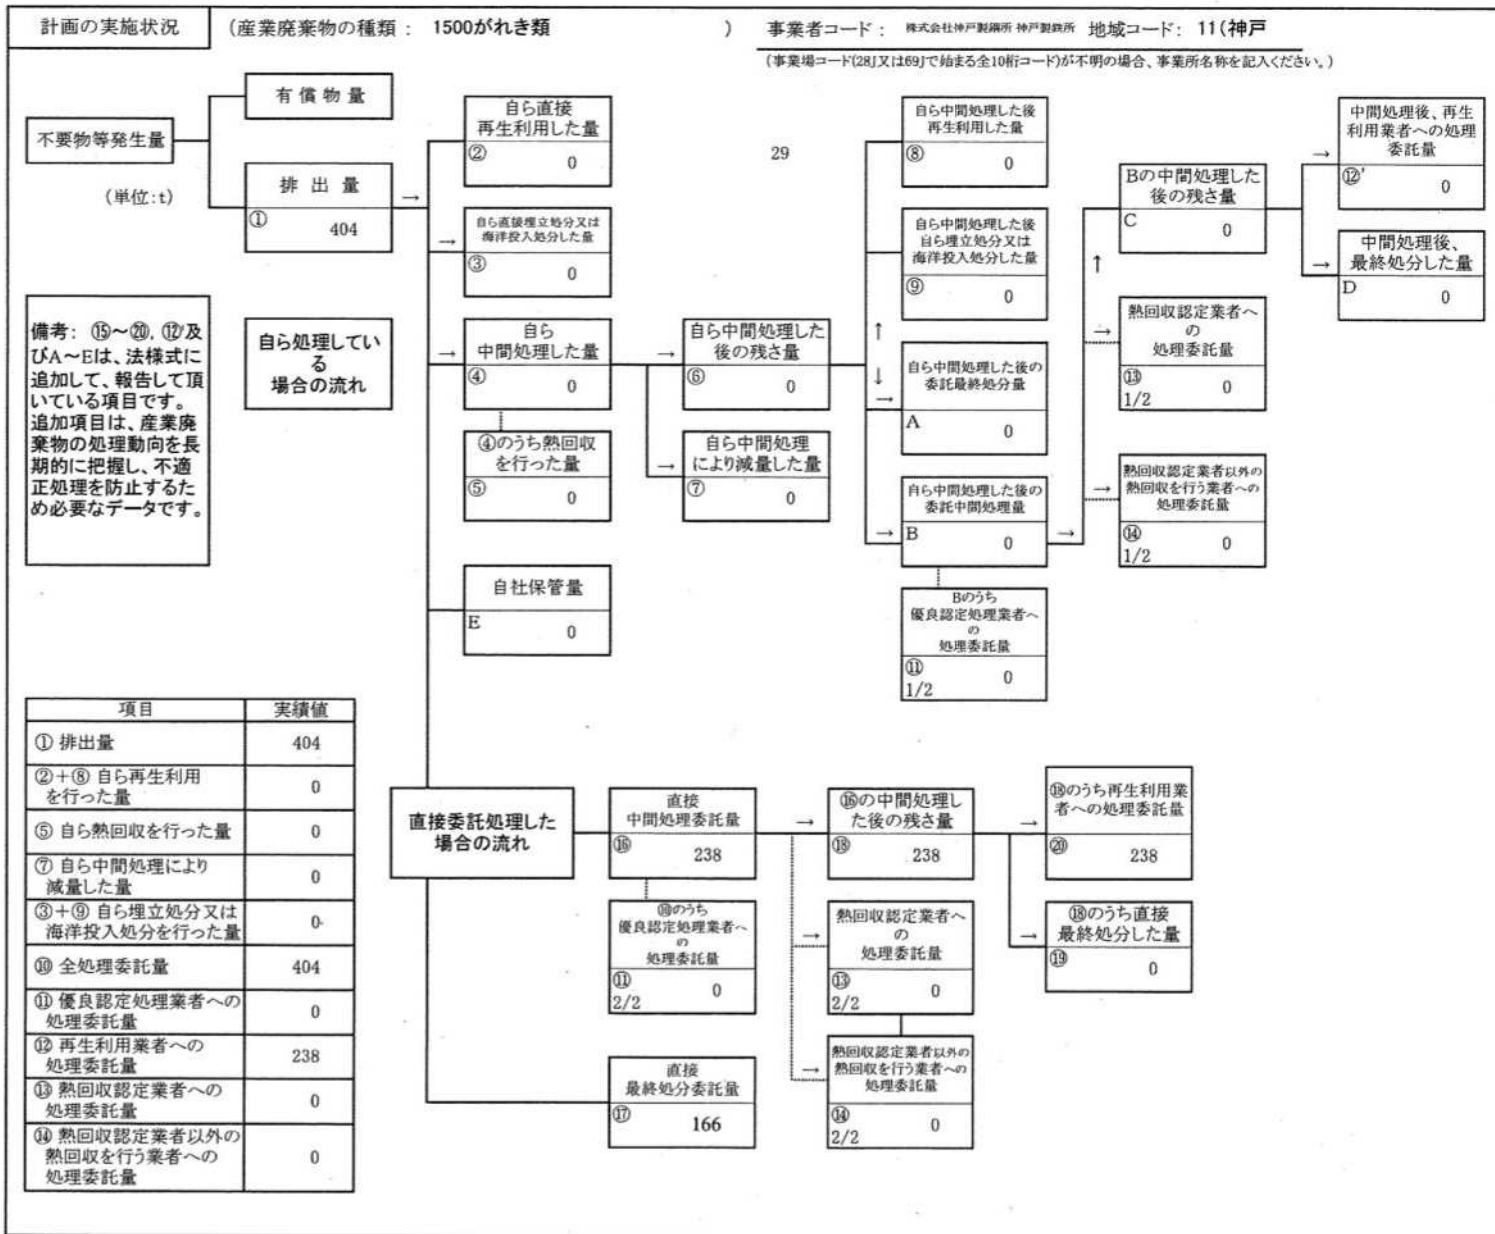 計画の実施状況
(産業廃棄物の種類： 1500がれき類 )
事業者コード： 株式会社神戸製鋼所 神戸製鉄所 地域コード： 11(神戸
(事業場コード(28」又は69」で始まる全10桁コード)が不明の場合、事業所名称を記入ください。)
不要物等発生量
(単位:t)
有償物量
排出量
① 404
→
自ら直接
再生利用した量
② 0
→
自ら直接埋立処分又は
海洋投入処分した量
③ 0
備考： ⑮～⑳、⑫'及
びA～Eは、法様式に
追加して、報告して頂
いている項目です。
追加項目は、産業廃
棄物の処理動向を長
期的に把握し、不適
正処理を防止するた
め必要なデータです。
自ら処理してい
る
場合の流れ
→
自ら
中間処理した量
④ 0
④のうち熱回収
を行った量
⑤ 0
→
自ら中間処理した
後の残さ量
⑥ 0
→
自ら中間処理
により減量した量
⑦ 0
自社保管量
E 0
29
自ら中間処理した後
再生利用した量
⑧ 0
自ら中間処理した後
自ら埋立処分又は
海洋投入処分した量
⑨ 0
↑
↓
→
自ら中間処理した後の
委託最終処分量
A 0
→
自ら中間処理した後の
委託中間処理量
B 0
→
Bのうち
優良認定処理業者へ
の
処理委託量
⑪
1/2 0
→
↑
Bの中間処理した
後の残さ量
C 0
→
熱回収認定業者へ
の
処理委託量
⑬
1/2 0
→
熱回収認定業者以外の
熱回収を行う業者への
処理委託量
⑭
1/2 0
→
中間処理後、再生
利用業者への処理
委託量
⑫' 0
→
中間処理後、
最終処分した量
D 0
項目 実績値
① 排出量 404
②＋⑧ 自ら再生利用
を行った量 0
⑤ 自ら熱回収を行った量 0
⑦ 自ら中間処理により
減量した量 0
③＋⑨ 自ら埋立処分又は
海洋投入処分を行った量 0
⑩ 全処理委託量 404
⑪ 優良認定処理業者への
処理委託量 0
⑫ 再生利用業者への
処理委託量 238
⑬ 熱回収認定業者への
処理委託量 0
⑭ 熱回収認定業者以外の
熱回収を行う業者への
処理委託量 0
直接委託処理した
場合の流れ
直接
中間処理委託量
⑯ 238
⑯のうち
優良認定処理業者へ
の
処理委託量
⑪
2/2 0
直接
最終処分委託量
⑰ 166
→
⑯の中間処理し
た後の残さ量
⑱ 238
→
熱回収認定業者へ
の
処理委託量
⑬
2/2 0
→
熱回収認定業者以外の
熱回収を行う業者への
処理委託量
⑭
2/2 0
→
⑱のうち再生利用業
者への処理委託量
⑳ 238
→
⑱のうち直接
最終処分した量
⑲ 0